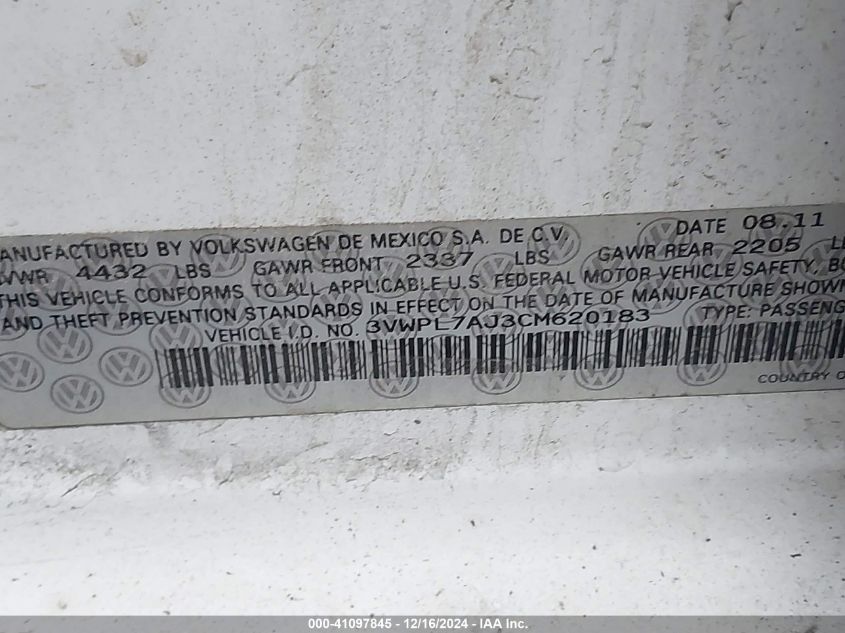 ANUFACTURED BY VOLKSWAGEN DE MEXICO S.A. DE C.V. DATE 08.11
VWR 4432 LBS GAWR FRONT 2337 LBS GAWR REAR 2205 L
THIS VEHICLE CONFORMS TO ALL APPLICABLE U.S. FEDERAL MOTOR VEHICLE SAFETY, BU
AND THEFT PREVENTION STANDARDS IN EFFECT ON THE DATE OF MANUFACTURE SHOWN
VEHICLE I.D. NO. 3VWPL7AJ3CM620183 TYPE: PASSENG
COUNTRY O
000-41097845 - 12/16/2024 - IAA Inc.